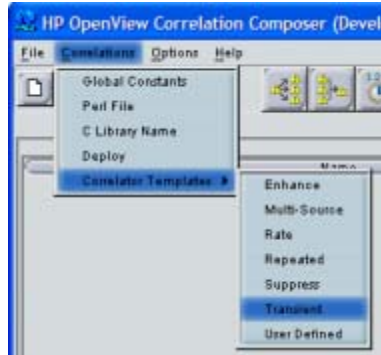 HP OpenView Correlation Composer (Devel
File Correlations Options Help
Global Constants
Perl File
C Library Name
Deploy
Correlator Templates
Name
Enhance
Multi-Source
Rate
Repeated
Suppress
Transient
User Defined